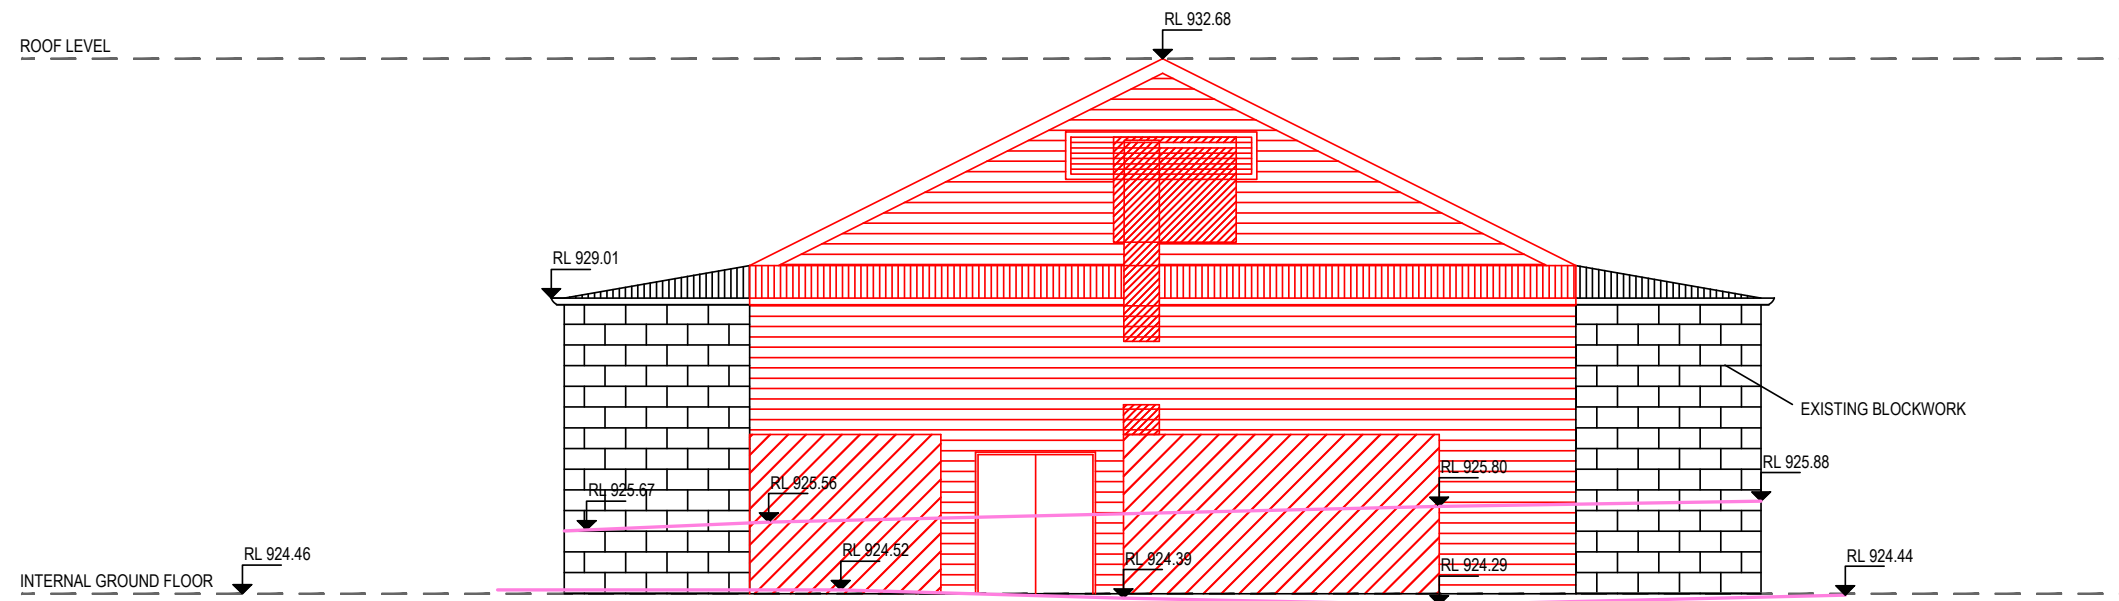 RL 932.68
ROOF LEVEL
RL 929.01
EXISTING BLOCKWORK
RL 925.88
RL 925.80
RL 925.56
RL 925.67
RL 924.46
RL 924.52
RL 924.39
RL 924.29
RL 924.44
INTERNAL GROUND FLOOR